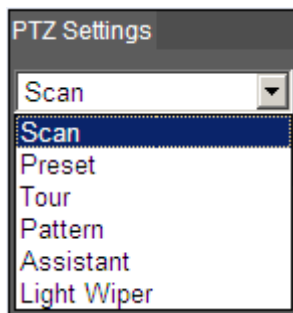 PTZ Settings
Scan
Scan
Preset
Tour
Pattern
Assistant
Light Wiper